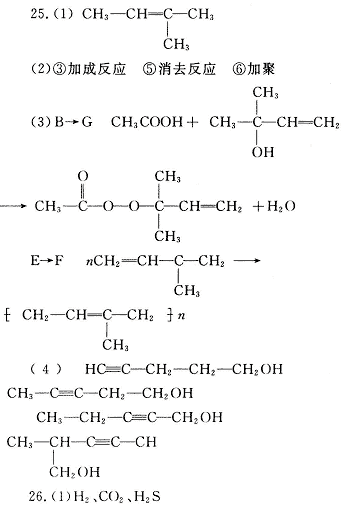 25.(1) CH₃—CH=C—CH₃
CH₃
(2)③加成反应 ⑤消去反应 ⑥加聚
CH₃
(3)B→G CH₃COOH+ CH₃—C—CH=CH₂
OH
O CH₃
→ CH₃—C—O—O—C—CH=CH₂ +H₂O
CH₃
E→F nCH₂=CH—C—CH₂ →
CH₃
[ CH₂—CH=C—CH₂ ]n
CH₃
(4) HC≡C—CH₂—CH₂—CH₂OH
CH₃—C≡C—CH₂—CH₂OH
CH₃—CH₂—C≡C—CH₂OH
CH₃—CH—C≡C—CH
CH₂OH
26.(1)H₂、CO₂、H₂S